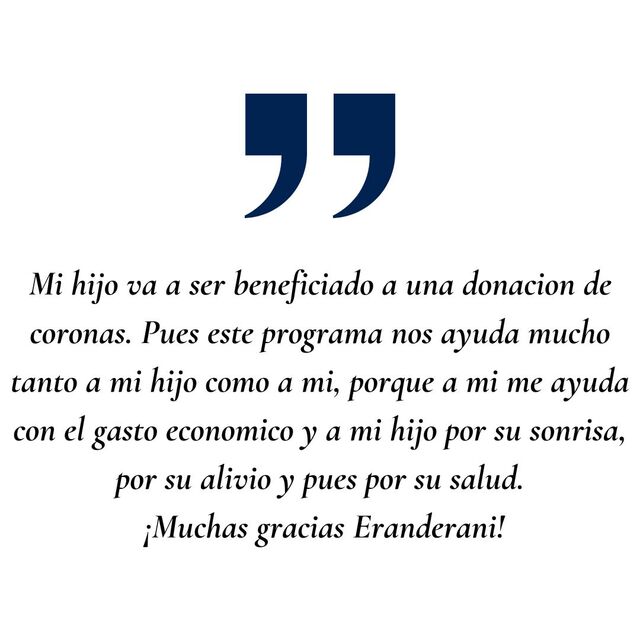 Mi hijo va a ser beneficiado a una donacion de
coronas. Pues este programa nos ayuda mucho
tanto a mi hijo como a mi, porque a mi me ayuda
con el gasto economico y a mi hijo por su sonrisa,
por su alivio y pues por su salud.
¡Muchas gracias Eranderani!